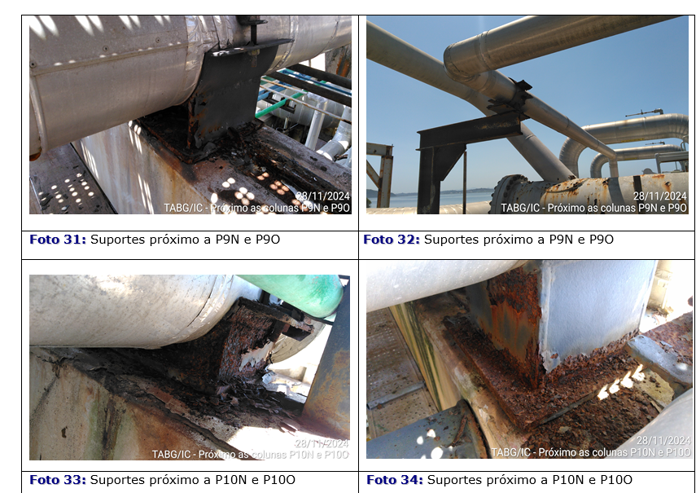 28/11/2024
TABG/IC - Próximo as colunas P9N e P9O
28/11/2024
TABG/IC - Próximo as colunas P9N e P9O
Foto 31: Suportes próximo a P9N e P9O
Foto 32: Suportes próximo a P9N e P9O
28/11/2024
TABG/IC - Próximo as colunas P10N e P10O
28/11/2024
TABG/IC - Próximo as colunas P10N e P10O
Foto 33: Suportes próximo a P10N e P10O
Foto 34: Suportes próximo a P10N e P10O